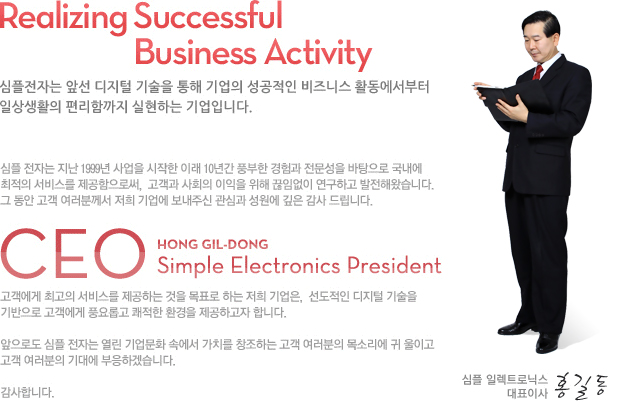 Realizing Successful
Business Activity
심플전자는 앞선 디지털 기술을 통해 기업의 성공적인 비즈니스 활동에서부터
일상생활의 편리함까지 실현하는 기업입니다.
심플 전자는 지난 1999년 사업을 시작한 이래 10년간 풍부한 경험과 전문성을 바탕으로 국내에
최적의 서비스를 제공함으로써, 고객과 사회의 이익을 위해 끊임없이 연구하고 발전해왔습니다.
그 동안 고객 여러분께서 저희 기업에 보내주신 관심과 성원에 깊은 감사 드립니다.
CEO HONG GIL-DONG
Simple Electronics President
고객에게 최고의 서비스를 제공하는 것을 목표로 하는 저희 기업은, 선도적인 디지털 기술을
기반으로 고객에게 풍요롭고 쾌적한 환경을 제공하고자 합니다.
앞으로도 심플 전자는 열린 기업문화 속에서 가치를 창조하는 고객 여러분의 목소리에 귀 울이고
고객 여러분의 기대에 부응하겠습니다.
감사합니다.
심플 일렉트로닉스
대표이사 홍길동